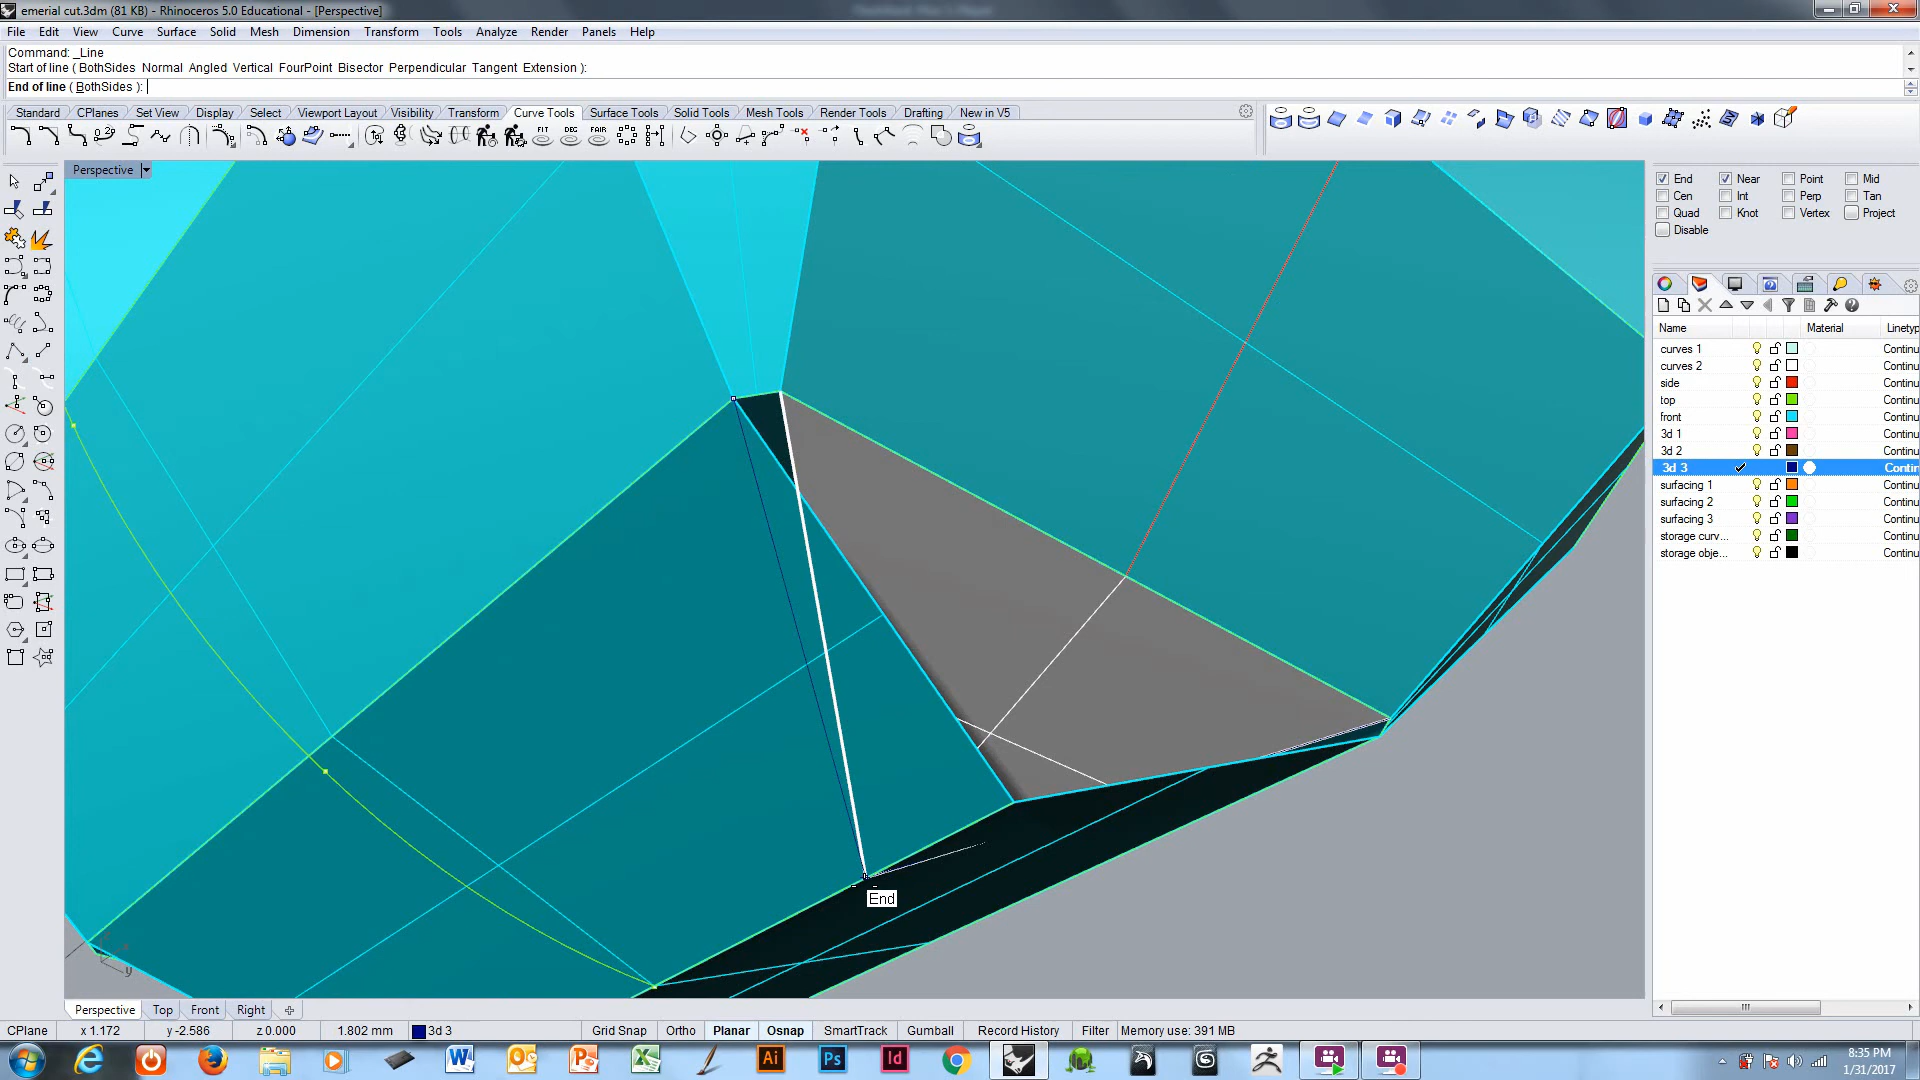 emerial cut.3dm (81 KB) - Rhinoceros 5.0 Educational - [Perspective]
File Edit View Curve Surface Solid Mesh Dimension Transform Tools Analyze Render Panels Help
Command: _Line
Start of line ( BothSides Normal Angled Vertical FourPoint Bisector Perpendicular Tangent Extension ):
End of line ( BothSides ):
Standard CPlanes Set View Display Select Viewport Layout Visibility Transform Curve Tools Surface Tools Solid Tools Mesh Tools Render Tools Drafting New in V5
FIT DEG FAIR
Perspective
End Near Point Mid
Cen Int Perp Tan
Quad Knot Vertex Project
Disable
Name Material Linetyp
curves 1 Continu
curves 2 Continu
side Continu
top Continu
front Continu
3d 1 Continu
3d 2 Continu
3d 3 Contin
surfacing 1 Continu
surfacing 2 Continu
surfacing 3 Continu
storage curv... Continu
storage obje... Continu
End
y
Perspective Top Front Right
CPlane x 1.172 y -2.586 z 0.000 1.802 mm 3d 3 Grid Snap Ortho Planar Osnap SmartTrack Gumball Record History Filter Memory use: 391 MB
Ai Ps Id
8:35 PM
1/31/2017